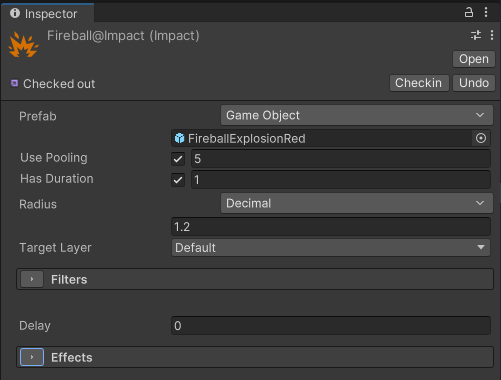 Inspector
Fireball@Impact (Impact)
Open
Checked out
Checkin Undo
Prefab Game Object
FireballExplosionRed
Use Pooling 5
Has Duration 1
Radius Decimal
1.2
Target Layer Default
Filters
Delay 0
Effects